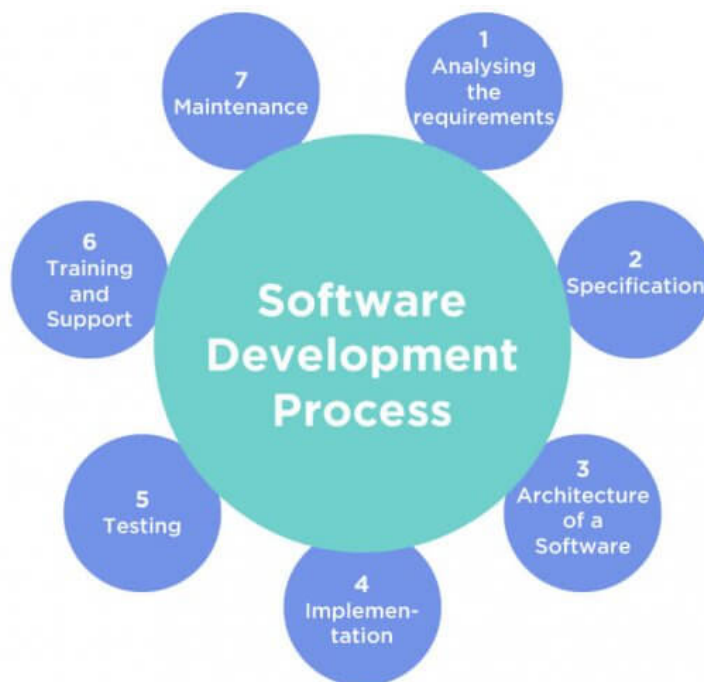 Software
Development
Process
1
Analysing
the
requirements
2
Specification
3
Architecture
of a
Software
4
Implemen-
tation
5
Testing
6
Training
and
Support
7
Maintenance